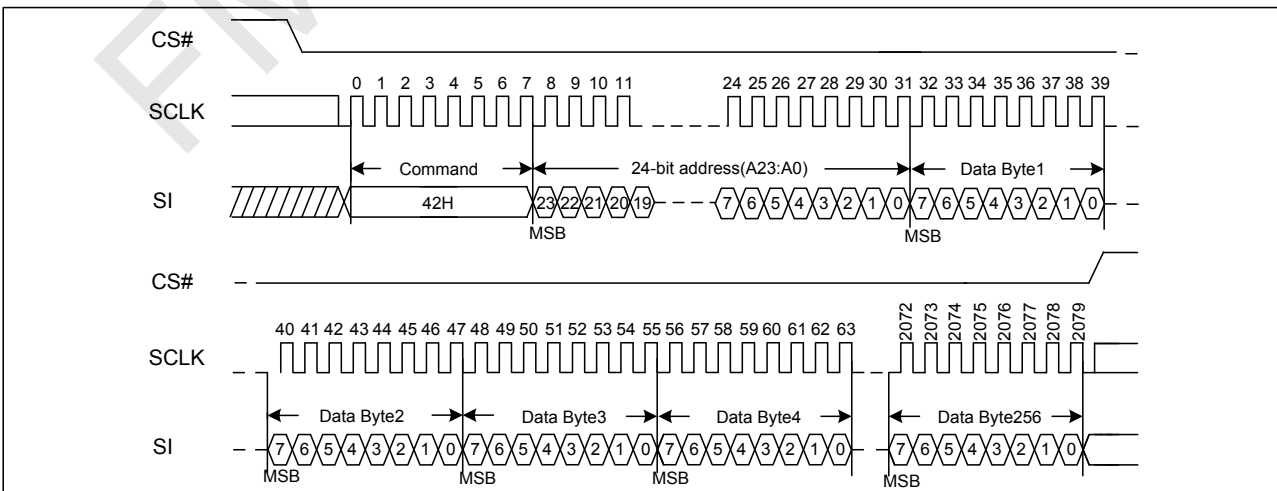 FM
CS#
0 1 2 3 4 5 6 7 8 9 10 11 24 25 26 27 28 29 30 31 32 33 34 35 36 37 38 39
SCLK
Command 24-bit address(A23:A0) Data Byte1
SI 42H 23 22 21 20 19 7 6 5 4 3 2 1 0 7 6 5 4 3 2 1 0
MSB MSB
CS#
40 41 42 43 44 45 46 47 48 49 50 51 52 53 54 55 56 57 58 59 60 61 62 63 2072 2073 2074 2075 2076 2077 2078 2079
SCLK
Data Byte2 Data Byte3 Data Byte4 Data Byte256
SI 7 6 5 4 3 2 1 0 7 6 5 4 3 2 1 0 7 6 5 4 3 2 1 0 7 6 5 4 3 2 1 0
MSB MSB MSB MSB